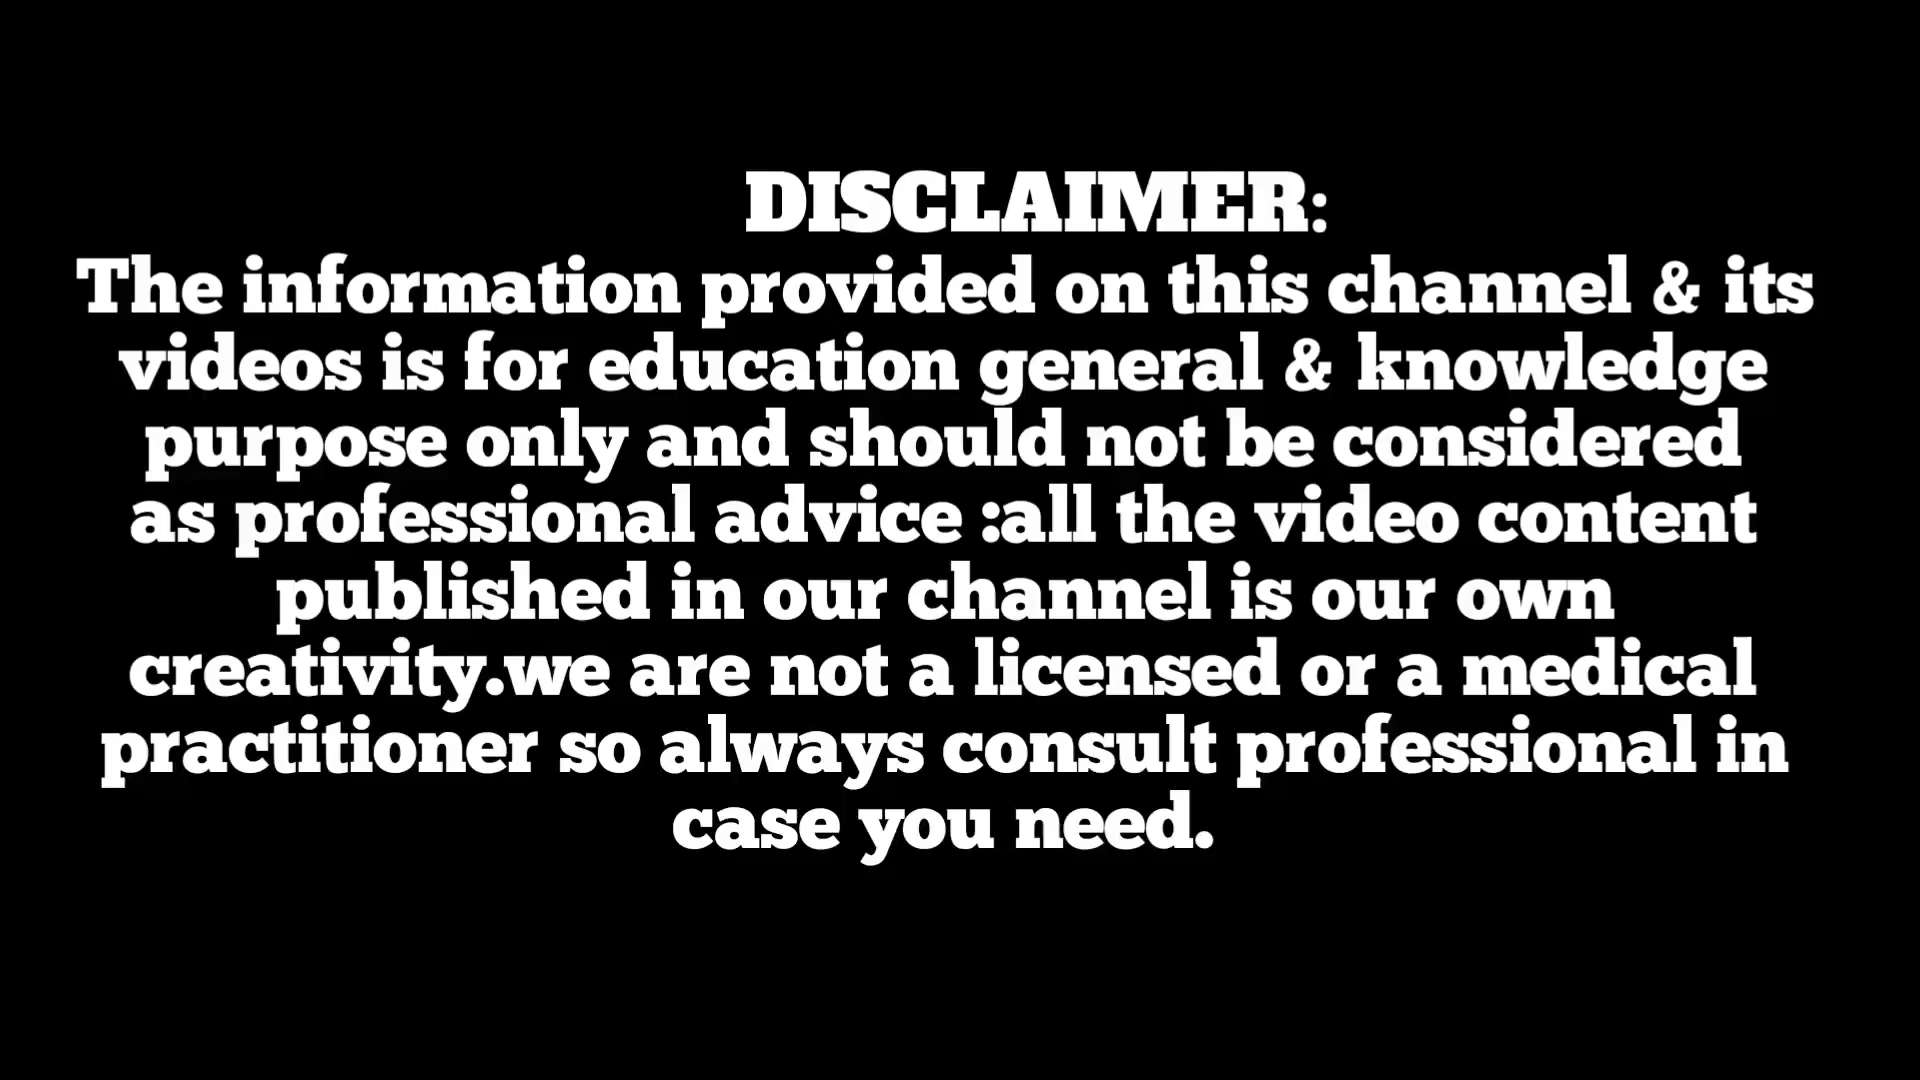 DISCLAIMER:
The information provided on this channel & its
videos is for education general & knowledge
purpose only and should not be considered
as professional advice :all the video content
published in our channel is our own
creativity.we are not a licensed or a medical
practitioner so always consult professional in
case you need.